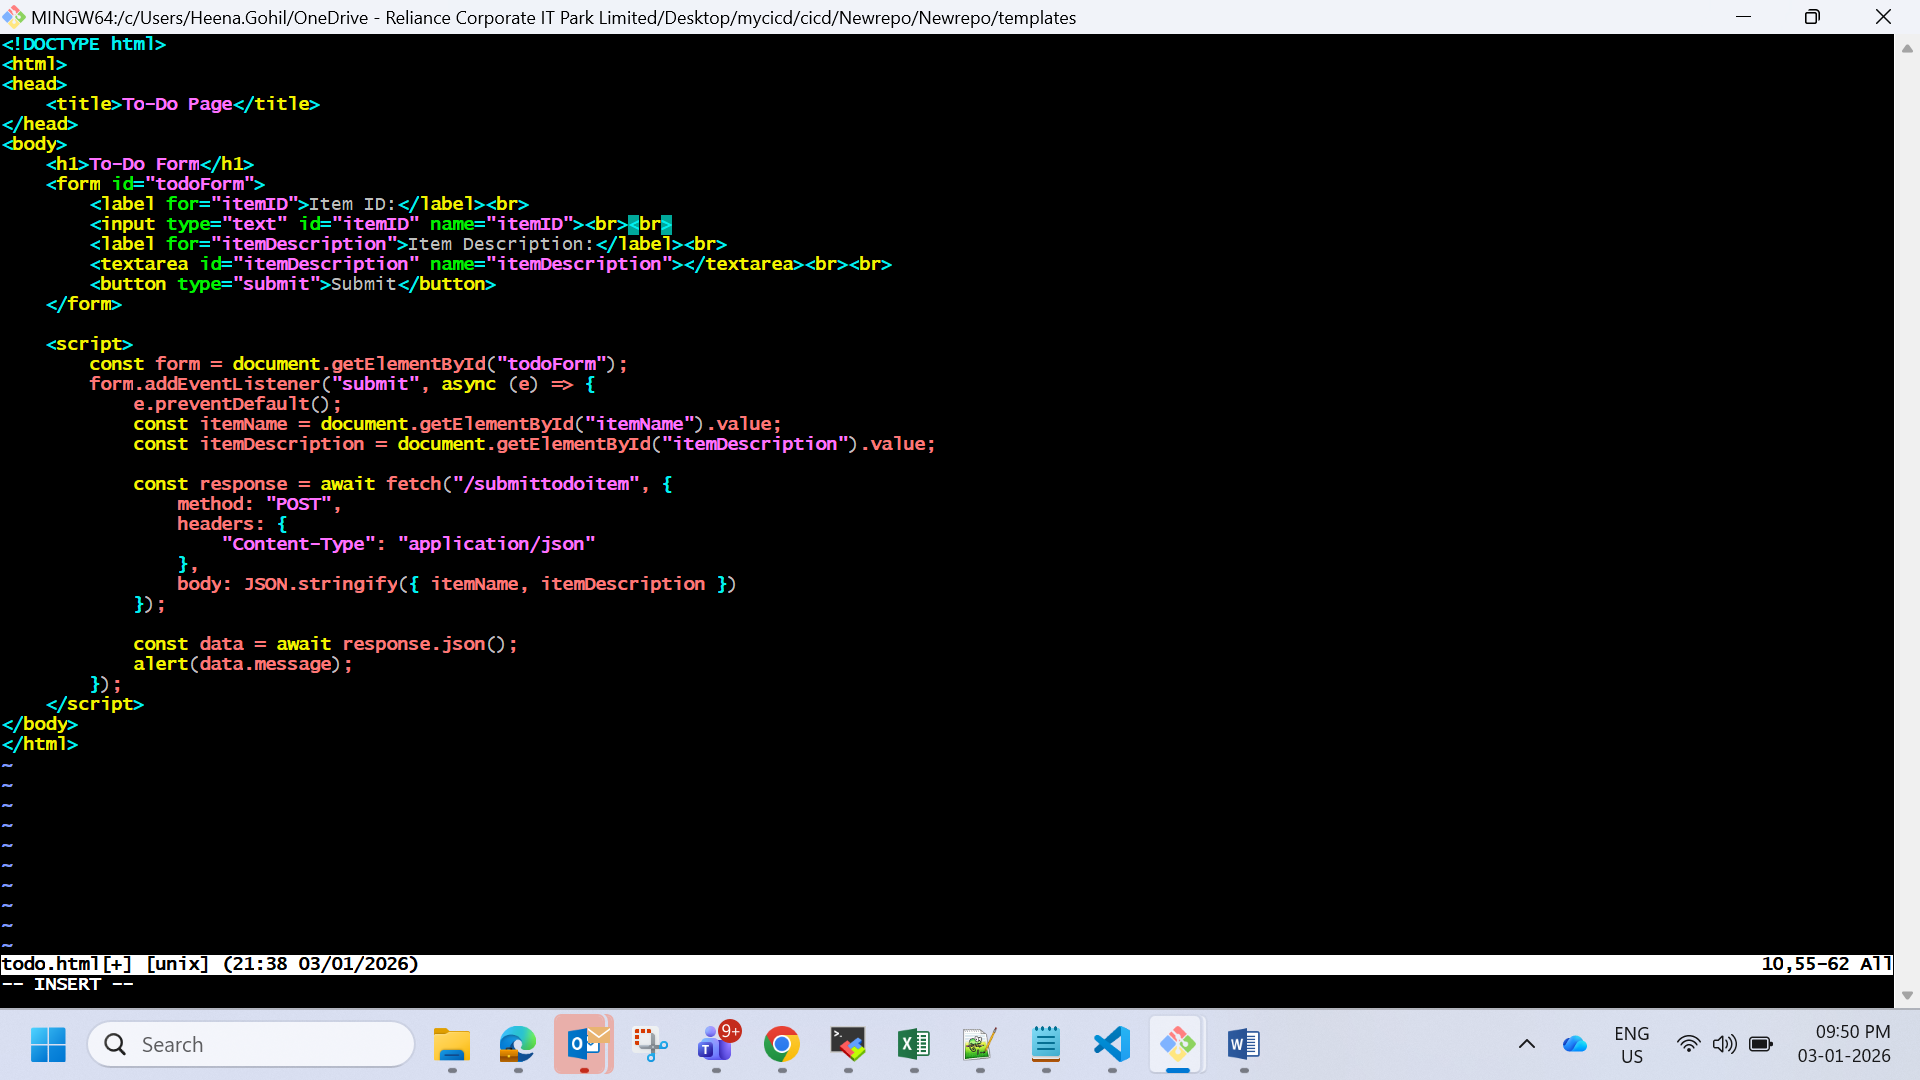 MINGW64:/c/Users/Heena.Gohil/OneDrive - Reliance Corporate IT Park Limited/Desktop/mycicd/cicd/Newrepo/Newrepo/templates
<!DOCTYPE html>
<html>
<head>
    <title>To-Do Page</title>
</head>
<body>
    <h1>To-Do Form</h1>
    <form id="todoForm">
        <label for="itemID">Item ID:</label><br>
        <input type="text" id="itemID" name="itemID"><br><br>
        <label for="itemDescription">Item Description:</label><br>
        <textarea id="itemDescription" name="itemDescription"></textarea><br><br>
        <button type="submit">Submit</button>
    </form>

    <script>
        const form = document.getElementById("todoForm");
        form.addEventListener("submit", async (e) => {
            e.preventDefault();
            const itemName = document.getElementById("itemName").value;
            const itemDescription = document.getElementById("itemDescription").value;

            const response = await fetch("/submittodoitem", {
                method: "POST",
                headers: {
                    "Content-Type": "application/json"
                },
                body: JSON.stringify({ itemName, itemDescription })
            });

            const data = await response.json();
            alert(data.message);
        });
    </script>
</body>
</html>
~
~
~
~
~
~
~
~
~
~
todo.html[+] [unix] (21:38 03/01/2026) 10,55-62 All
-- INSERT --
Search
9+
ENG
US
09:50 PM
03-01-2026